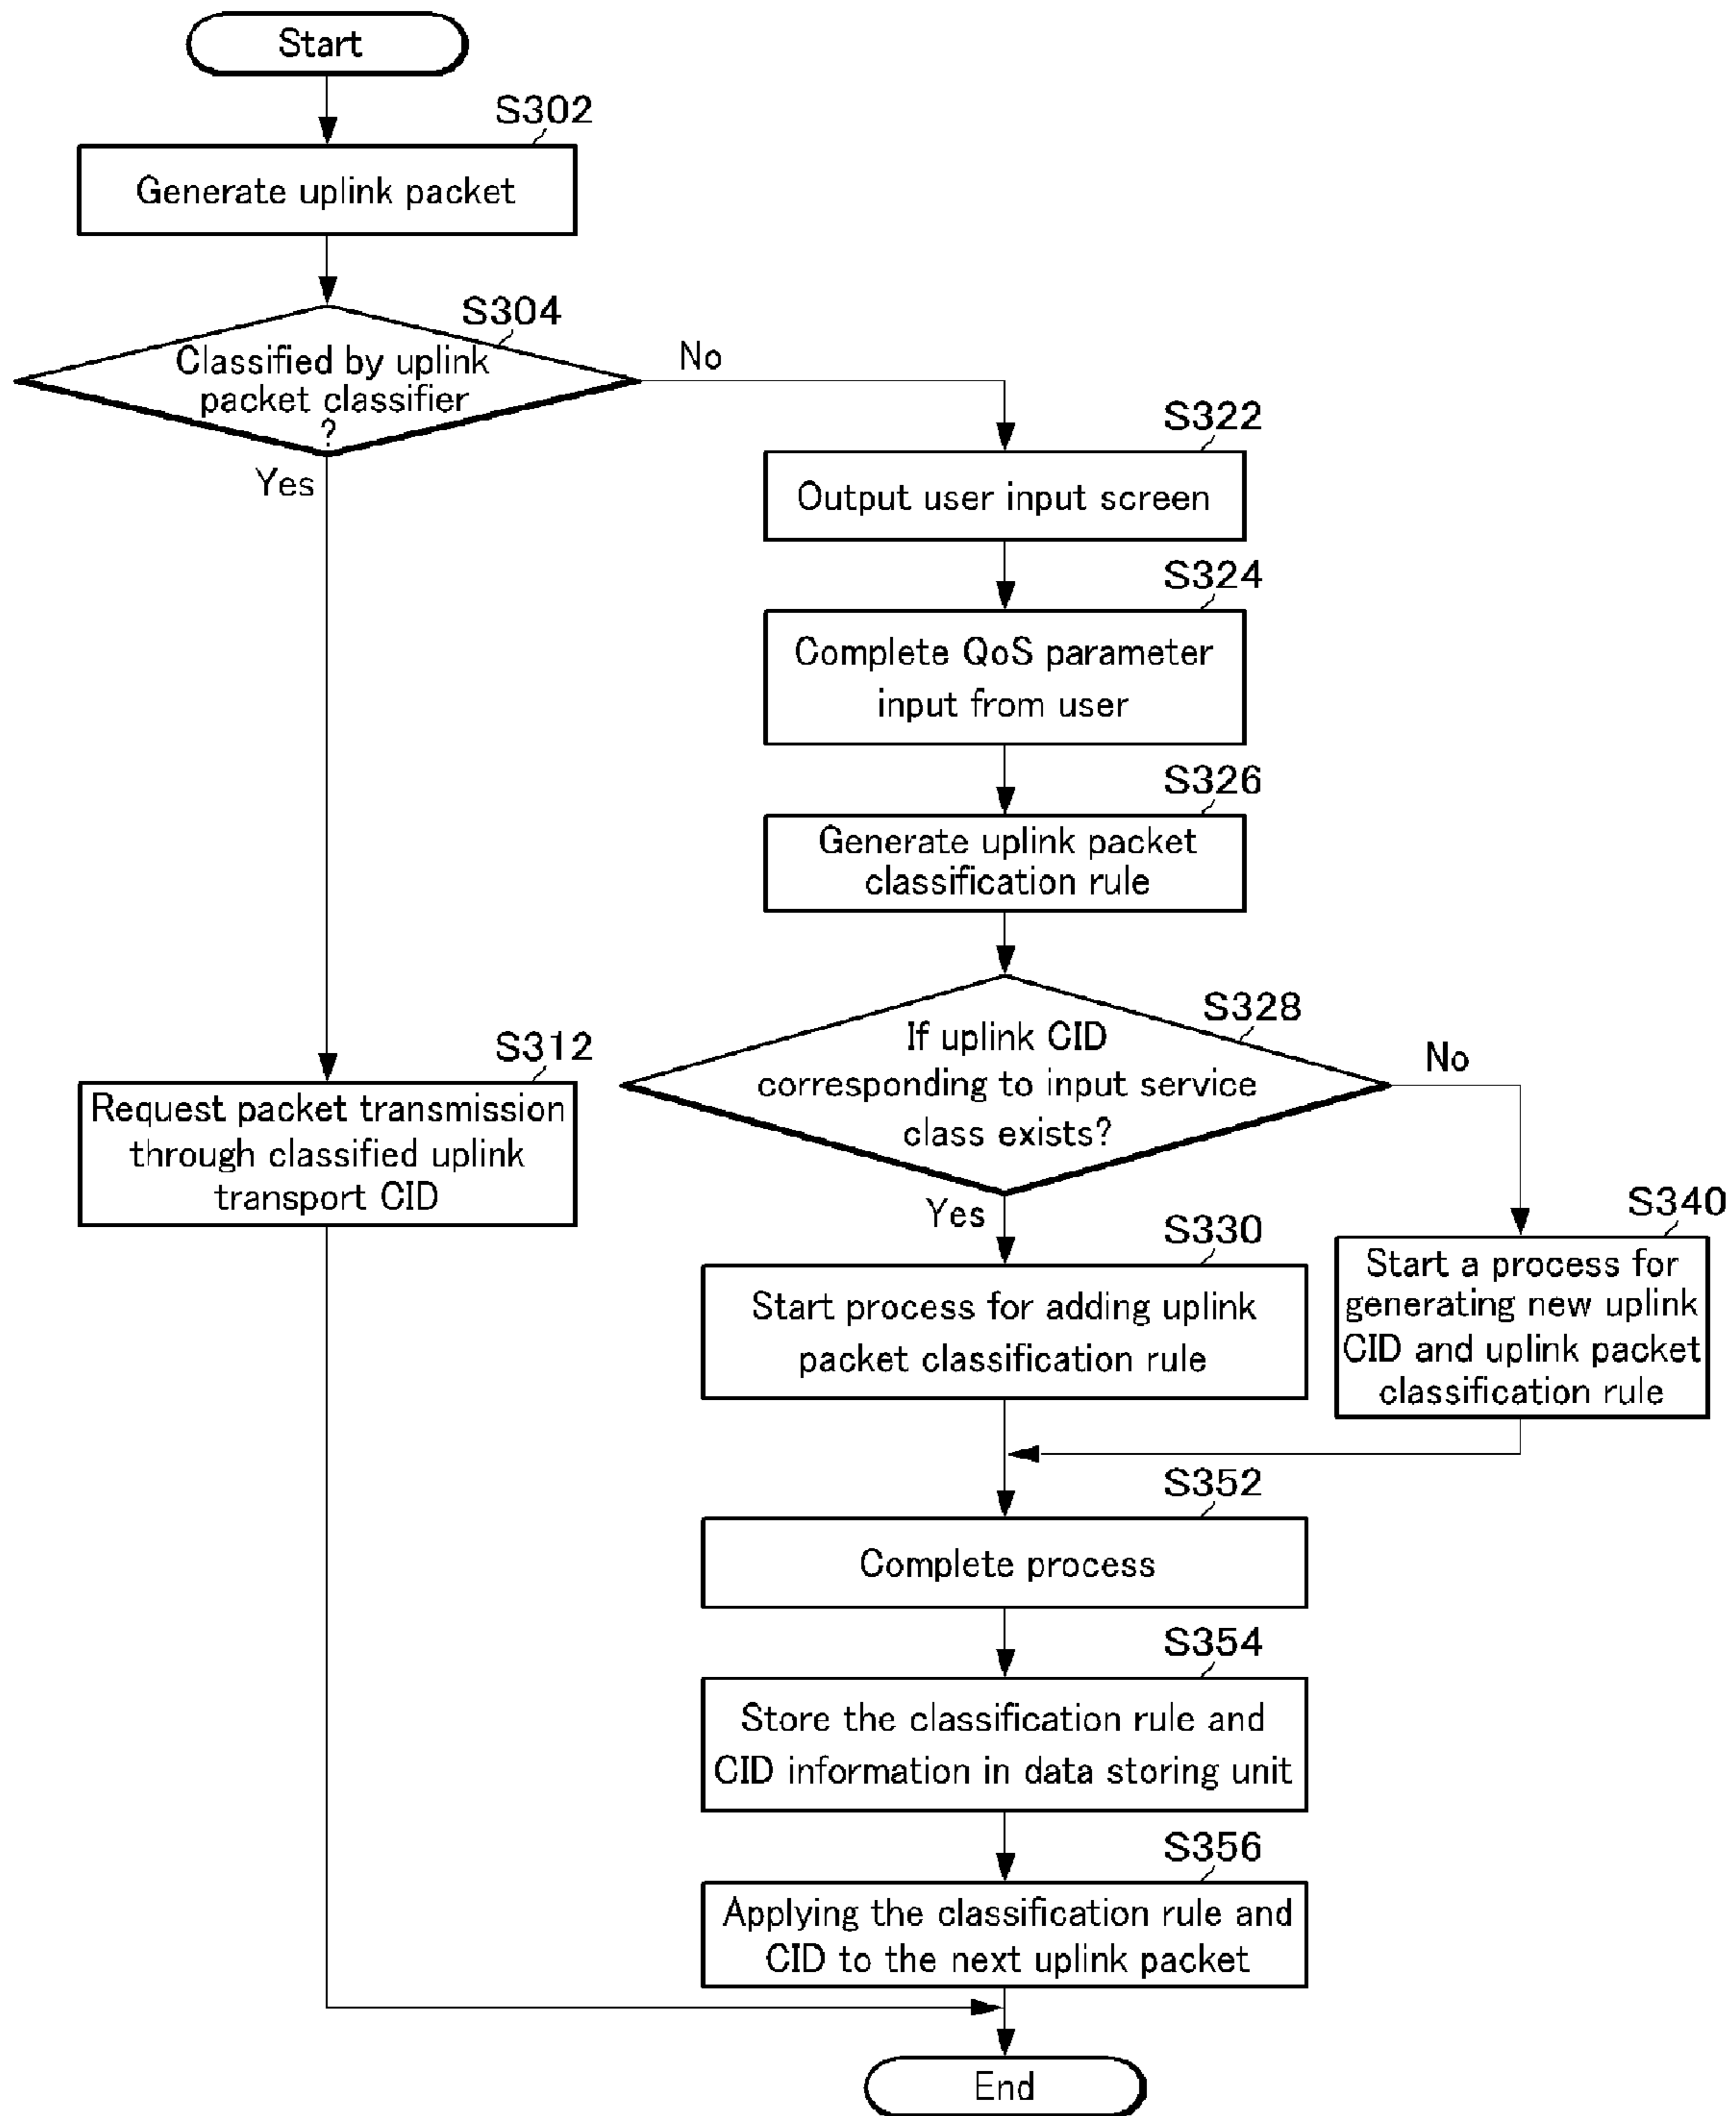 Start
S302
Generate uplink packet
S304
Classified by uplink
packet classifier
?
No
Yes
S322
Output user input screen
S324
Complete QoS parameter
input from user
S326
Generate uplink packet
classification rule
S328
If uplink CID
corresponding to input service
class exists?
No
Yes
S312
Request packet transmission
through classified uplink
transport CID
S330
Start process for adding uplink
packet classification rule
S340
Start a process for
generating new uplink
CID and uplink packet
classification rule
S352
Complete process
S354
Store the classification rule and
CID information in data storing unit
S356
Applying the classification rule and
CID to the next uplink packet
End